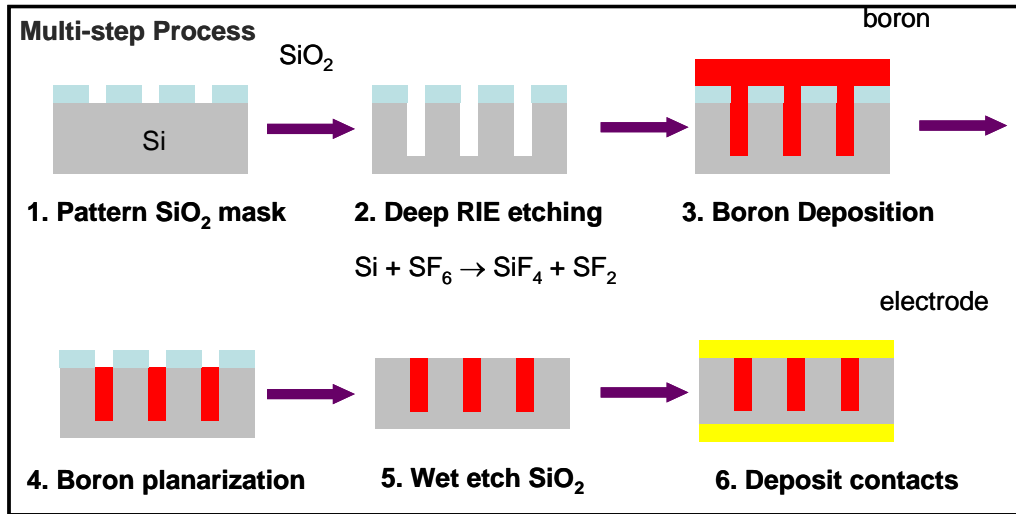 Multi-step Process
boron
SiO₂
Si
1. Pattern SiO₂ mask
2. Deep RIE etching
3. Boron Deposition
Si + SF₆ → SiF₄ + SF₂
electrode
4. Boron planarization
5. Wet etch SiO₂
6. Deposit contacts